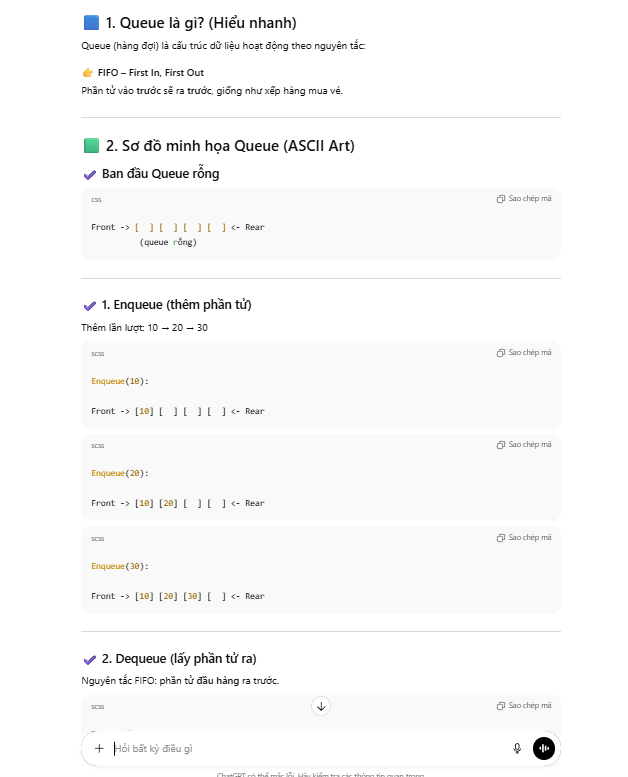 1. Queue là gì? (Hiểu nhanh)
Queue (hàng đợi) là cấu trúc dữ liệu hoạt động theo nguyên tắc:
FIFO – First In, First Out
Phần tử vào trước sẽ ra trước, giống như xếp hàng mua vé.
2. Sơ đồ minh họa Queue (ASCII Art)
Ban đầu Queue rỗng
css
Sao chép mã
Front -> [  ] [  ] [  ] [  ] <- Rear
(queue rỗng)
1. Enqueue (thêm phần tử)
Thêm lần lượt: 10 → 20 → 30
scss
Sao chép mã
Enqueue(10):
Front -> [10] [  ] [  ] [  ] <- Rear
scss
Sao chép mã
Enqueue(20):
Front -> [10] [20] [  ] [  ] <- Rear
scss
Sao chép mã
Enqueue(30):
Front -> [10] [20] [30] [  ] <- Rear
2. Dequeue (lấy phần tử ra)
Nguyên tắc FIFO: phần tử đầu hàng ra trước.
scss
Sao chép mã
Hỏi bất kỳ điều gì
ChatGPT có thể mắc lỗi. Hãy kiểm tra các thông tin quan trọng